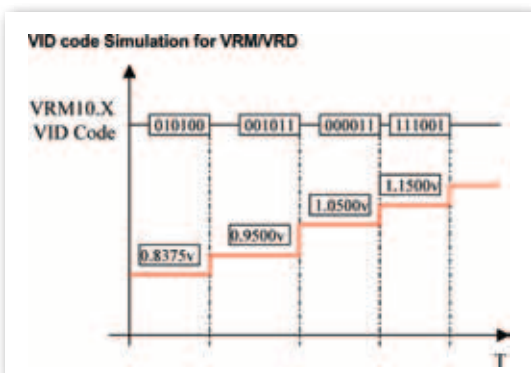 VID code Simulation for VRM/VRD
VRM10.X
VID Code
010100
001011
000011
111001
1.1500v
1.0500v
0.9500v
0.8375v
T